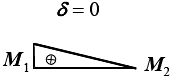 δ = 0
M₁ ⊕ M₂